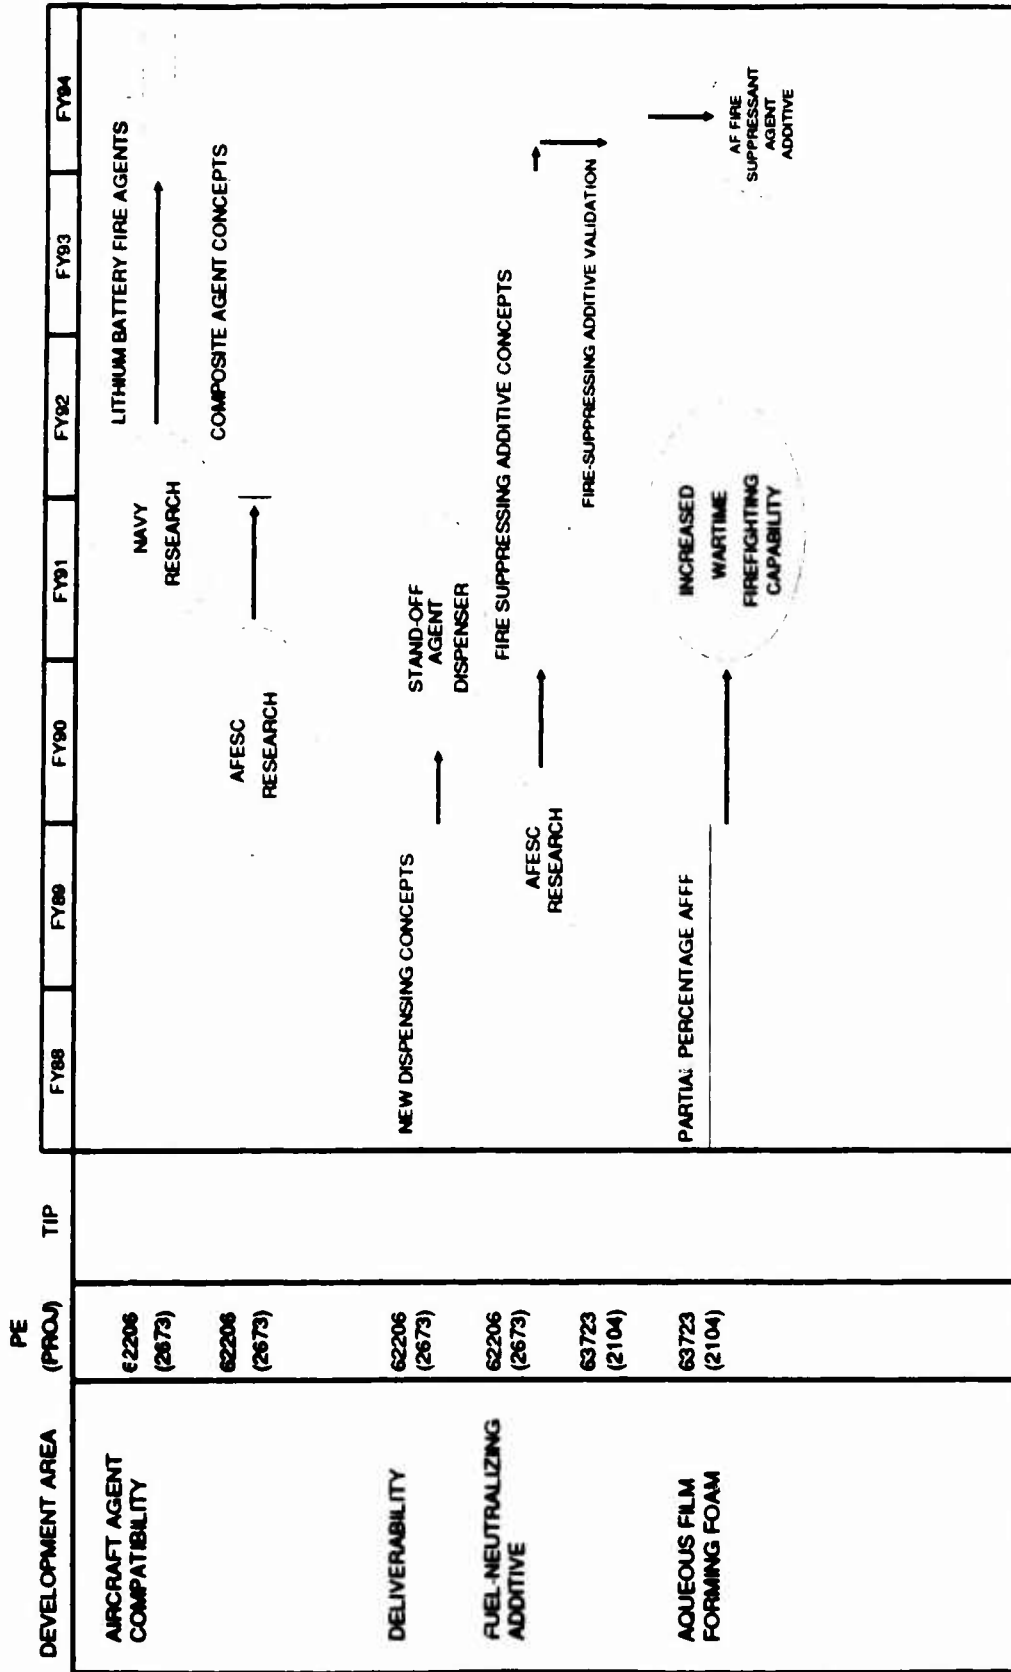 DEVELOPMENT AREA
PE
(PROJ)
TIP
FY88
FY89
FY90
FY91
FY92
FY93
FY94
AIRCRAFT AGENT
COMPATIBILITY
62206
(2673)
NAVY
RESEARCH
LITHIUM BATTERY FIRE AGENTS
62206
(2673)
AFESC
RESEARCH
COMPOSITE AGENT CONCEPTS
DELIVERABILITY
62206
(2673)
NEW DISPENSING CONCEPTS
STAND-OFF
AGENT
DISPENSER
FUEL-NEUTRALIZING
ADDITIVE
62206
(2673)
AFESC
RESEARCH
FIRE SUPPRESSING ADDITIVE CONCEPTS
63723
(2104)
FIRE-SUPPRESSING ADDITIVE VALIDATION
AQUEOUS FILM
FORMING FOAM
63723
(2104)
PARTIAL PERCENTAGE AFFF
INCREASED
WARTIME
FIREFIGHTING
CAPABILITY
AF FIRE
SUPPRESSANT
AGENT
ADDITIVE